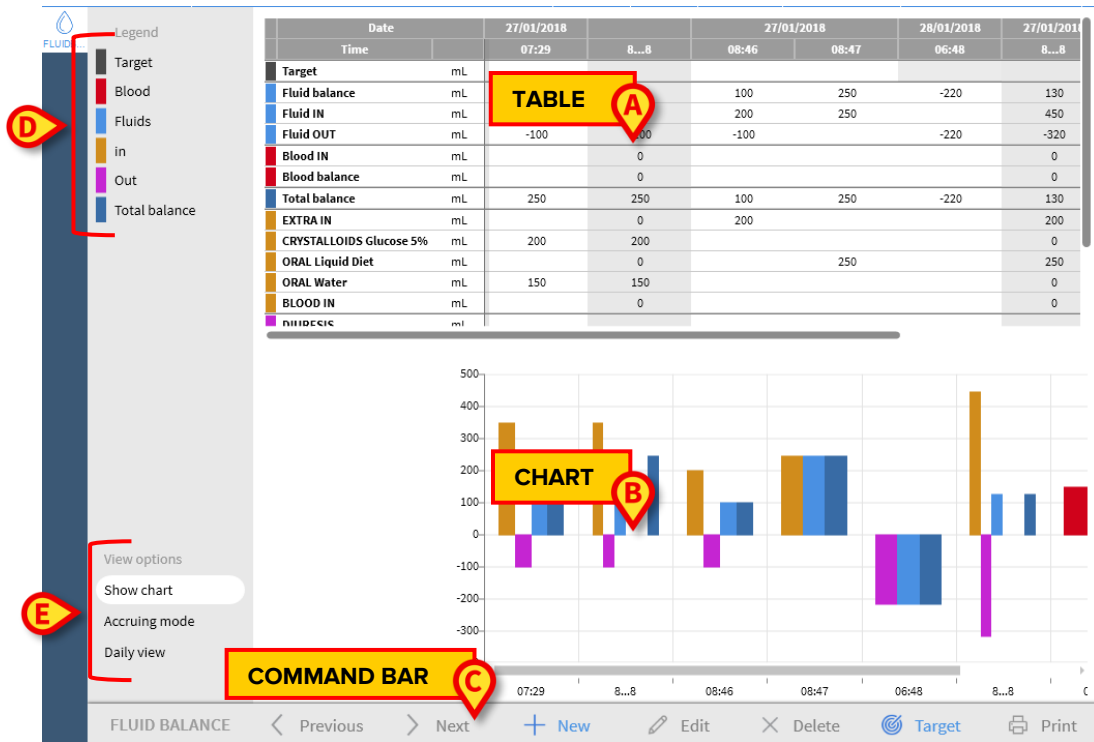 FLUID...
Legend
Target
Blood
Fluids
in
Out
Total balance
D
Date 27/01/2018 27/01/2018 28/01/2018 27/01/201
Time 07:29 8...8 08:46 08:47 06:48 8...8
Target mL
Fluid balance mL 100 250 -220 130
Fluid IN mL 200 250 450
Fluid OUT mL -100 -100 -220 -320
Blood IN mL 0 0
Blood balance mL 0 0
Total balance mL 250 250 100 250 -220 130
EXTRA IN mL 0 200 200
CRYSTALLOIDS Glucose 5% mL 200 200 0
ORAL Liquid Diet mL 0 250 250
ORAL Water mL 150 150 0
BLOOD IN mL 0 0
DIURESIS mL
TABLE A
500
400
300
200
100
0
-100
-200
-300
CHART B
07:29 8...8 08:46 08:47 06:48 8...8
View options
Show chart
Accruing mode
Daily view
E
COMMAND BAR C
FLUID BALANCE Previous Next New Edit Delete Target Print